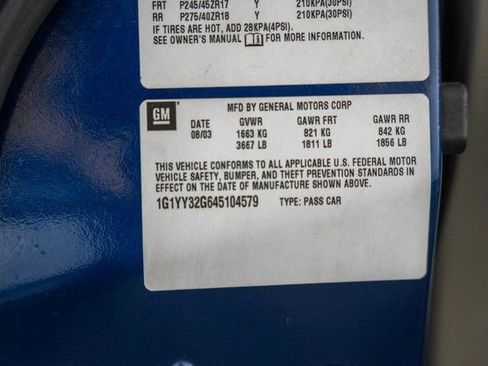 FRT P245/45ZR17 Y 210KPA(30PSI)
RR P275/40ZR18 Y 210KPA(30PSI)
IF TIRES ARE HOT, ADD 28KPA(4PSI).
SEE OWNER'S MANUAL FOR MORE INFORMATION.
GM
MFD BY GENERAL MOTORS CORP
DATE GVWR GAWR FRT GAWR RR
08/03 1663 KG 821 KG 842 KG
3667 LB 1811 LB 1856 LB
THIS VEHICLE CONFORMS TO ALL APPLICABLE U.S. FEDERAL MOTOR
VEHICLE SAFETY, BUMPER, AND THEFT PREVENTION STANDARDS IN
EFFECT ON THE DATE OF MANUFACTURE SHOWN ABOVE.
1G1YY32G645104579 TYPE: PASS CAR